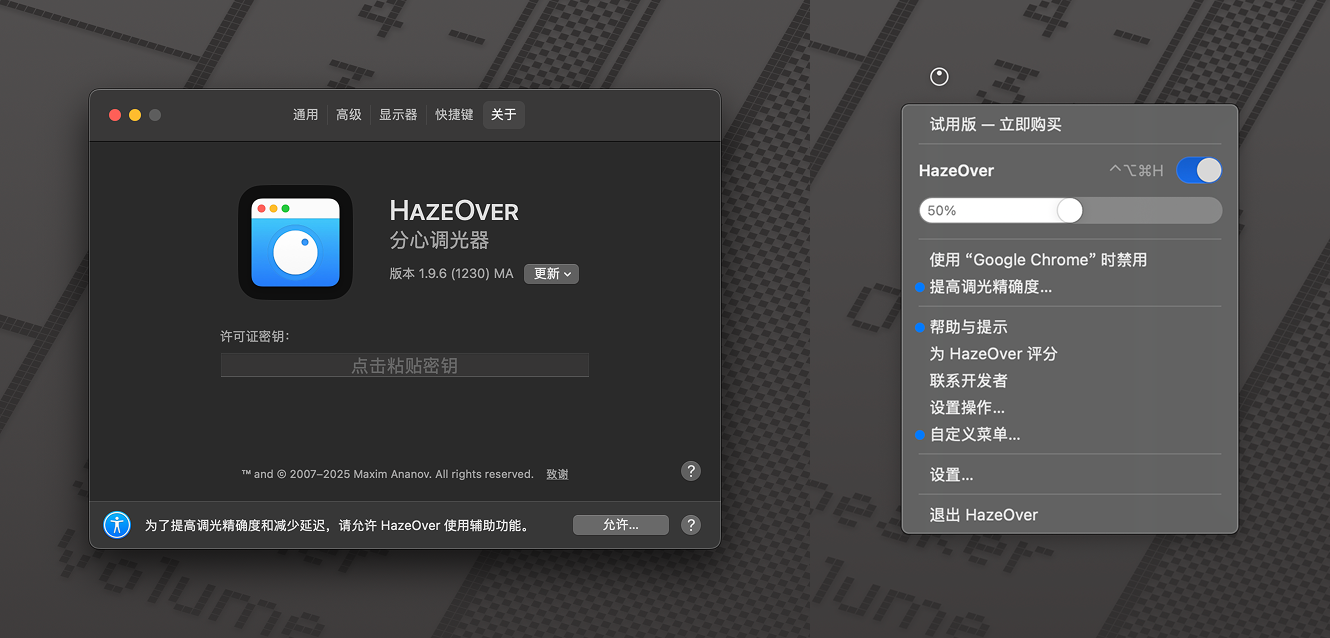 通用 高级 显示器 快捷键 关于
HazeOver
分心调光器
版本 1.9.6 (1230) MA 更新
许可证密钥:
点击粘贴密钥
™ and © 2007–2025 Maxim Ananov. All rights reserved. 致谢
?
为了提高调光精确度和减少延迟，请允许 HazeOver 使用辅助功能。 允许... ?
试用版 — 立即购买
HazeOver ^⌥⌘H
50%
使用 “Google Chrome” 时禁用
提高调光精确度...
帮助与提示
为 HazeOver 评分
联系开发者
设置操作...
自定义菜单...
设置...
退出 HazeOver